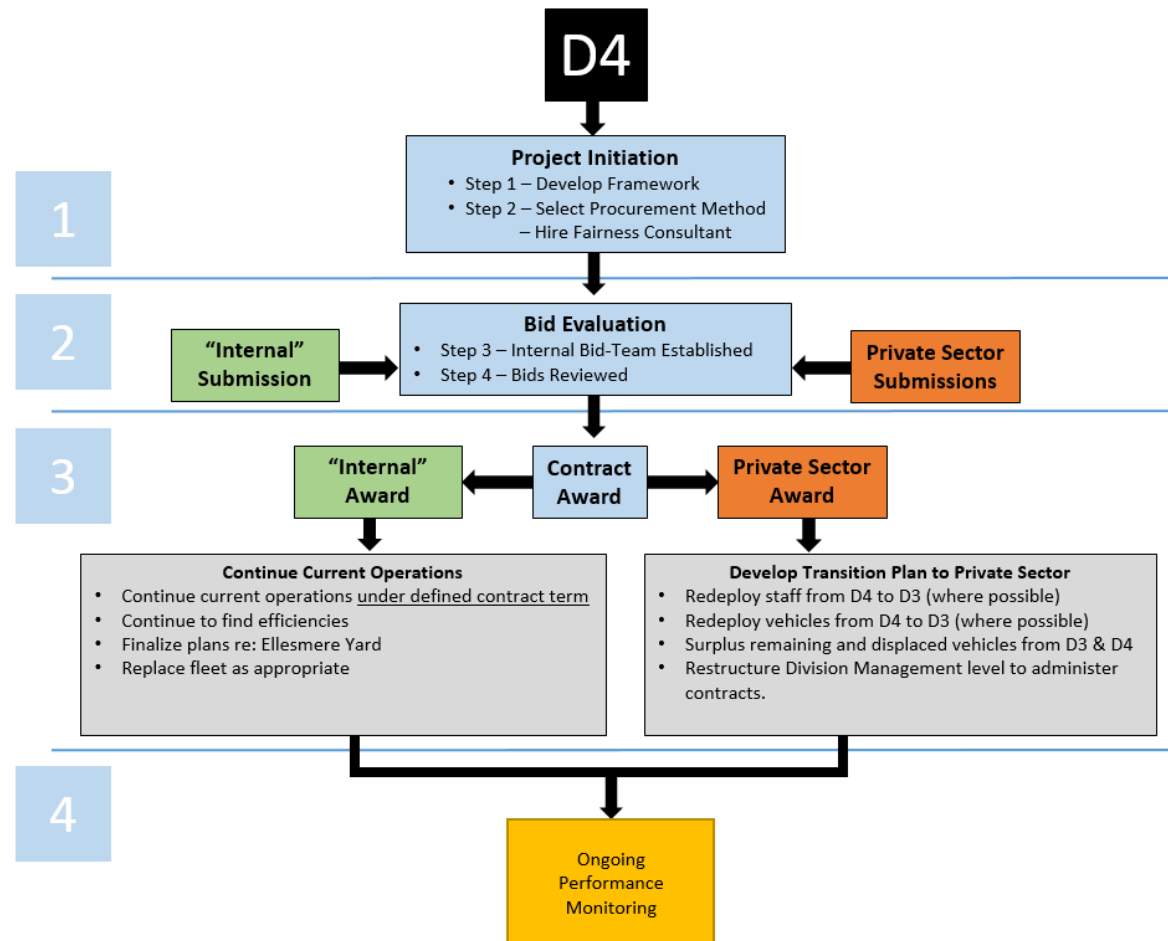 D4
Project Initiation
• Step 1 – Develop Framework
• Step 2 – Select Procurement Method
– Hire Fairness Consultant
1
2
Bid Evaluation
• Step 3 – Internal Bid-Team Established
• Step 4 – Bids Reviewed
“Internal”
Submission
Private Sector
Submissions
3
“Internal”
Award
Contract
Award
Private Sector
Award
Continue Current Operations
• Continue current operations under defined contract term
• Continue to find efficiencies
• Finalize plans re: Ellesmere Yard
• Replace fleet as appropriate
Develop Transition Plan to Private Sector
• Redeploy staff from D4 to D3 (where possible)
• Redeploy vehicles from D4 to D3 (where possible)
• Surplus remaining and displaced vehicles from D3 & D4
• Restructure Division Management level to administer
contracts.
4
Ongoing
Performance
Monitoring